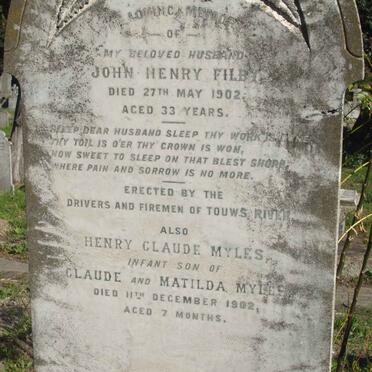 LOVING MEMORY
OF
MY BELOVED HUSBAND
JOHN HENRY FILBY
DIED 27TH MAY 1902.
AGED 33 YEARS.
SLEEP DEAR HUSBAND SLEEP THY WORK IS
THY TOIL IS O'ER THY CROWN IS WON,
HOW SWEET TO SLEEP ON THAT BLEST SHORE,
WHERE PAIN AND SORROW IS NO MORE.
ERECTED BY THE
DRIVERS AND FIREMEN OF TOUWS RIVER
ALSO
HENRY CLAUDE MYLES,
INFANT SON OF
CLAUDE AND MATILDA MYLES
DIED 11TH DECEMBER 1902,
AGED 7 MONTHS.